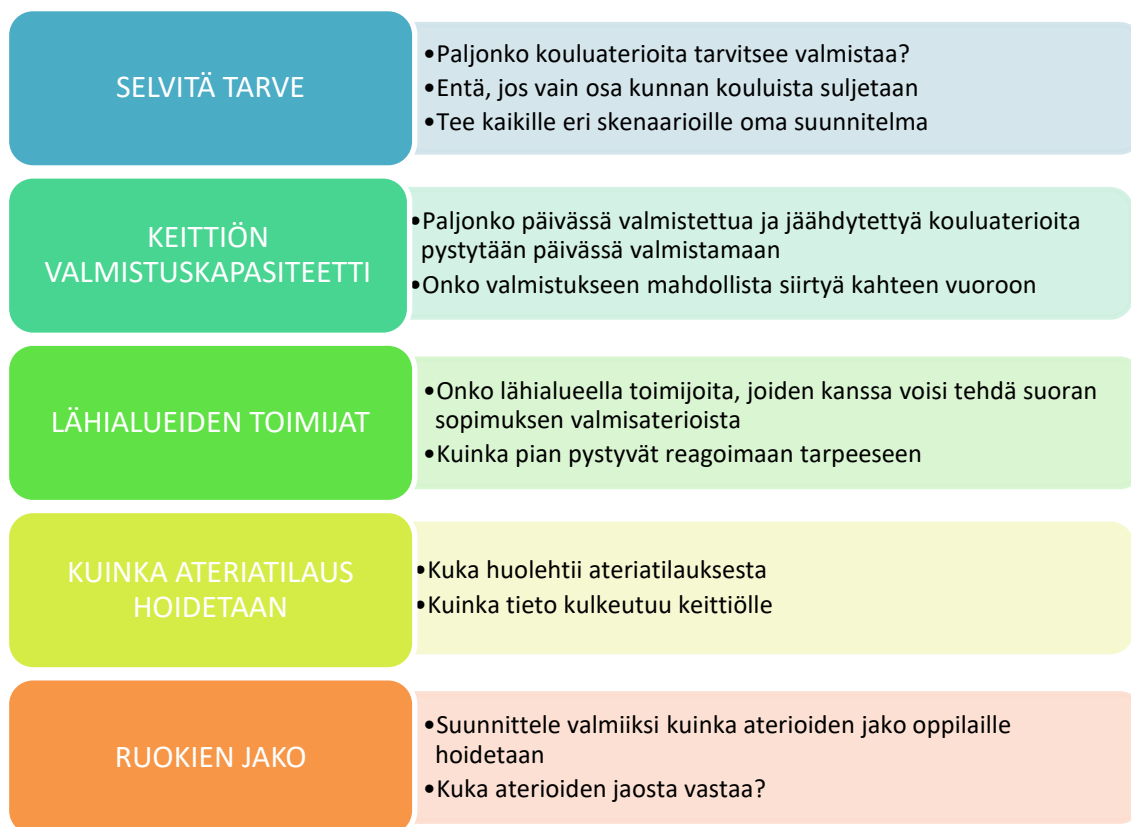 SELVITÄ TARVE
•Paljonko kouluaterioita tarvitsee valmistaa?
•Entä, jos vain osa kunnan kouluista suljetaan
•Tee kaikille eri skenaarioille oma suunnitelma
KEITTIÖN
VALMISTUSKAPASITEETTI
•Paljonko päivässä valmistettua ja jäähdytettyä kouluaterioita
pystytään päivässä valmistamaan
•Onko valmistukseen mahdollista siirtyä kahteen vuoroon
LÄHIALUEIDEN TOIMIJAT
•Onko lähialueella toimijoita, joiden kanssa voisi tehdä suoran
sopimuksen valmisaterioista
•Kuinka pian pystyvät reagoimaan tarpeeseen
KUINKA ATERIATILAUS
HOIDETAAN
•Kuka huolehtii ateriatilauksesta
•Kuinka tieto kulkeutuu keittiölle
RUOKIEN JAKO
•Suunnittele valmiiksi kuinka aterioiden jako oppilaille
hoidetaan
•Kuka aterioiden jaosta vastaa?